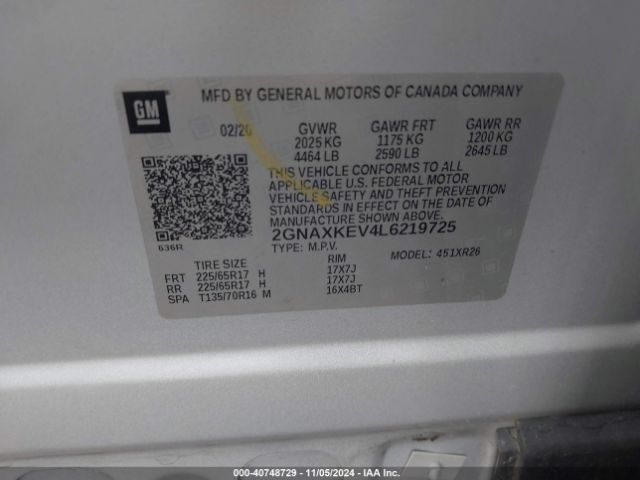 GM
MFD BY GENERAL MOTORS OF CANADA COMPANY
02/20 GVWR GAWR FRT GAWR RR
2025 KG 1175 KG 1200 KG
4464 LB 2590 LB 2645 LB
THIS VEHICLE CONFORMS TO ALL
APPLICABLE U.S. FEDERAL MOTOR
VEHICLE SAFETY AND THEFT PREVENTION
STANDARDS IN EFFECT ON THE DATE OF
MANUFACTURE SHOWN ABOVE.
636R
2GNAXKEV4L6219725
TYPE: M.P.V. MODEL: 451XR26
TIRE SIZE RIM
FRT 225/65R17 H 17X7J
RR 225/65R17 H 17X7J
SPA T135/70R16 M 16X4BT
000-40748729 - 11/05/2024 - IAA Inc.